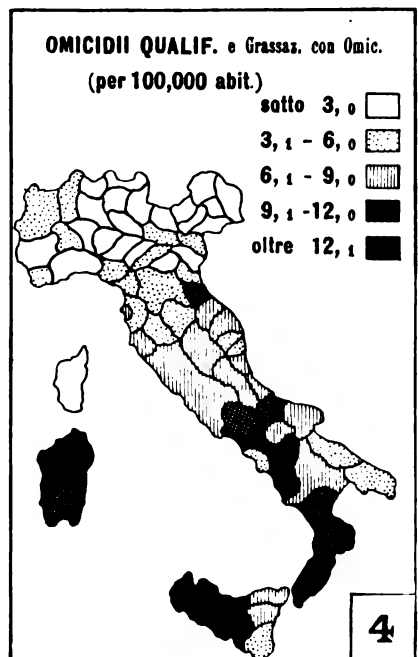 OMICIDII QUALIF. e Grassaz. con Omic.
(per 100,000 abit.)
sotto 3, 0
3, 1 - 6, 0
6, 1 - 9, 0
9, 1 - 12, 0
oltre 12, 1
4